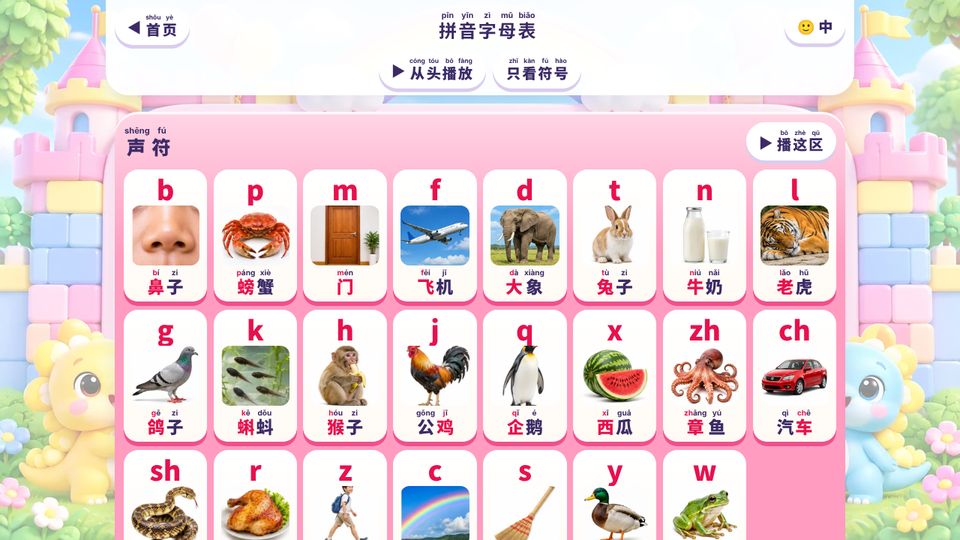 shǒu yè
◀ 首页
pīn yīn zì mǔ biǎo
拼音字母表
🙂 中
cóng tóu bō fàng
▶ 从头播放
zhǐ kàn fú hào
只看符号
shēng fú
声符
bō zhè qū
▶ 播这区
b p m f d t n l
bí zi páng xiè mén fēi jī dà xiàng tù zi niú nǎi lǎo hǔ
鼻子 螃蟹 门 飞机 大象 兔子 牛奶 老虎
g k h j q x zh ch
gē zi kē dǒu hóu zi gōng jī qǐ é xī guā zhāng yú qì chē
鸽子 蝌蚪 猴子 公鸡 企鹅 西瓜 章鱼 汽车
sh r z c s y w